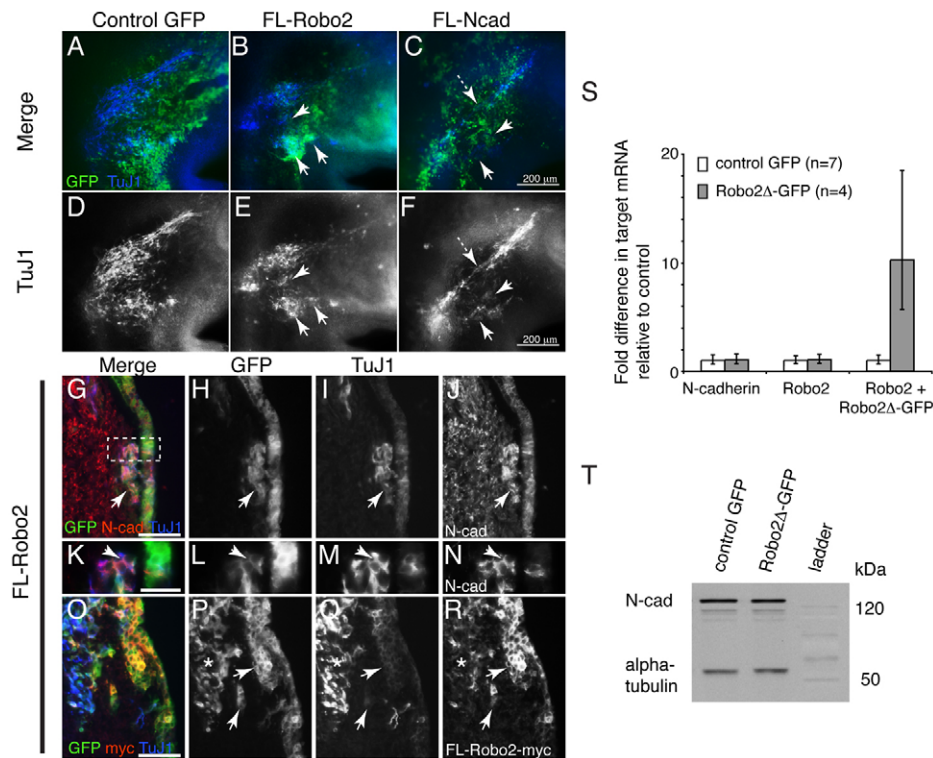 Control GFP FL-Robo2 FL-Ncad
A B C
Merge
GFP TuJ1
200 µm
D E F
TuJ1
200 µm
Merge GFP TuJ1
G H I J
GFP N-cad TuJ1
N-cad
FL-Robo2
K L M N
N-cad
O P Q R
* * *
GFP myc TuJ1
FL-Robo2-myc
S
Fold difference in target mRNA
relative to control
20
15
10
5
0
control GFP (n=7)
Robo2Δ-GFP (n=4)
N-cadherin Robo2 Robo2 +
Robo2Δ-GFP
T
control GFP
Robo2Δ-GFP
ladder
kDa
N-cad
120
alpha-
tubulin
50